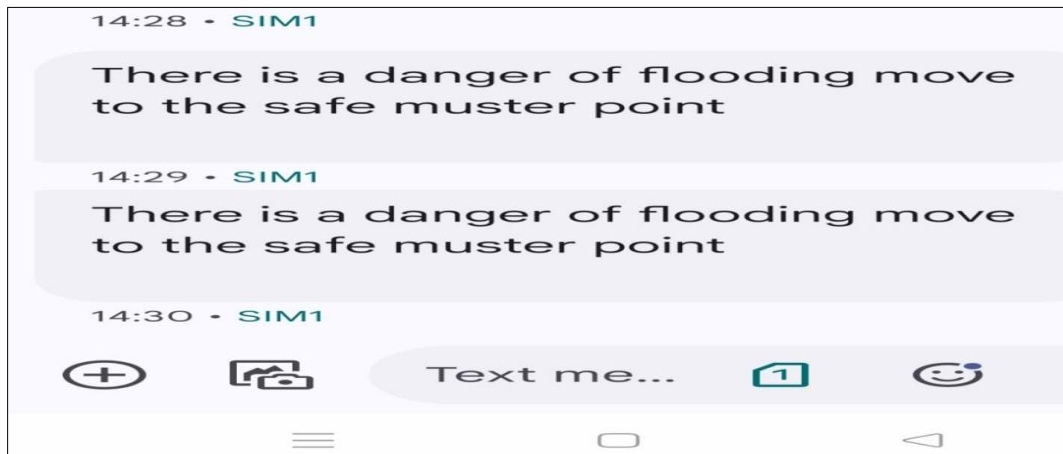 14:28 • SIM1
There is a danger of flooding move
to the safe muster point
14:29 • SIM1
There is a danger of flooding move
to the safe muster point
14:30 • SIM1
Text me...
1